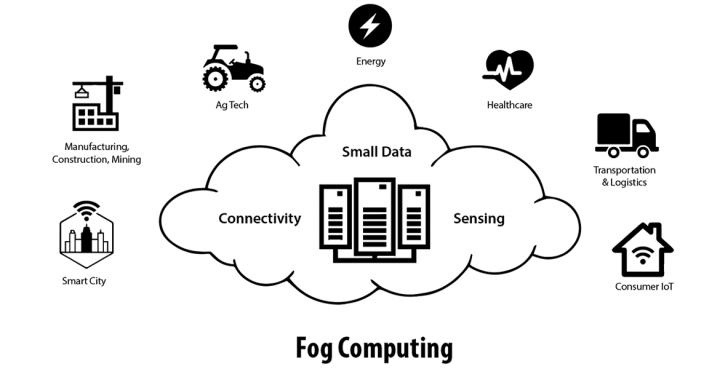 Energy
Ag Tech
Healthcare
Manufacturing,
Construction, Mining
Small Data
Transportation
& Logistics
Connectivity
Sensing
Smart City
Consumer IoT
Fog Computing